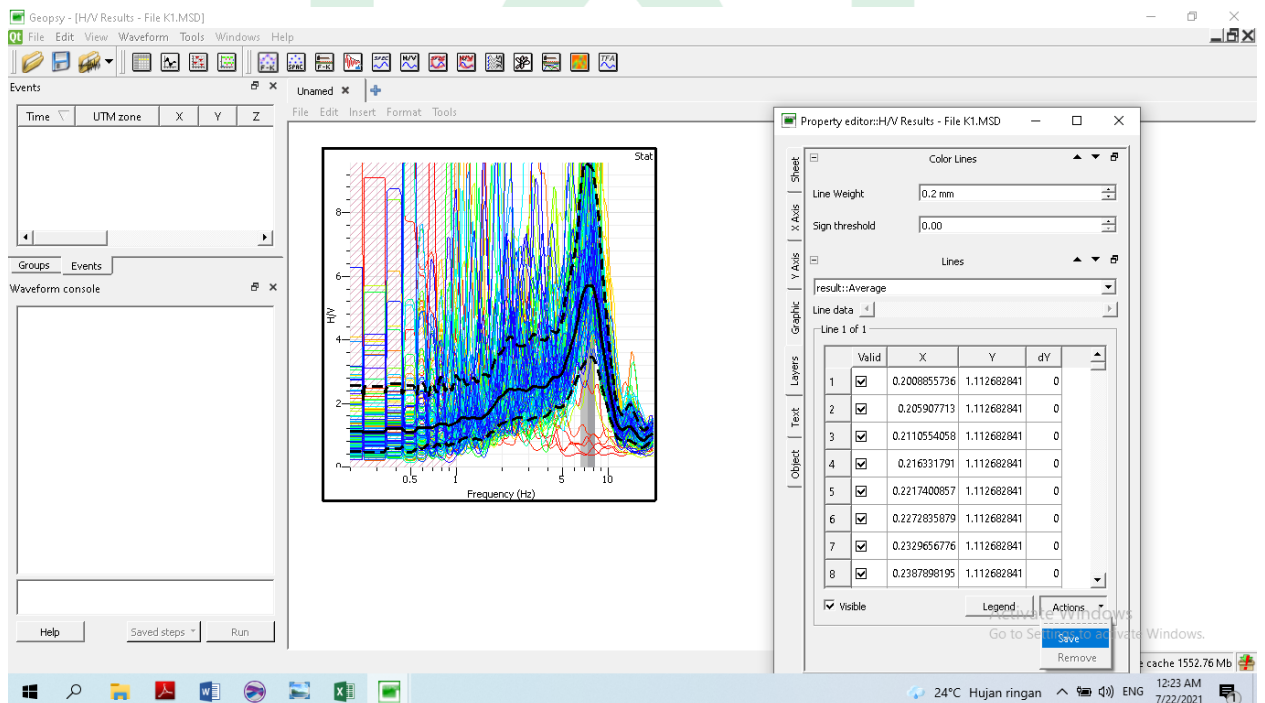 Geopsy - [H/V Results - File K1.MSD]
File Edit View Waveform Tools Windows Help
Events
Unamed
Time UTM zone X Y Z
File Edit Insert Format Tools
Groups Events
Waveform console
Help Saved steps Run
Stat
H/V
8
6
4
2
0
0.5 1 5 10
Frequency (Hz)
Property editor::H/V Results - File K1.MSD
Sheet
X Axis
Y Axis
Graphic
Layers
Text
Object
Color Lines
Line Weight 0.2 mm
Sign threshold 0.00
Lines
result::Average
Line data
Line 1 of 1
Valid X Y dY
1 0.2008855736 1.112682841 0
2 0.205907713 1.112682841 0
3 0.2110554058 1.112682841 0
4 0.216331791 1.112682841 0
5 0.2217400857 1.112682841 0
6 0.2272835879 1.112682841 0
7 0.2329656776 1.112682841 0
8 0.2387898195 1.112682841 0
Visible Legend Actions
Activate Windows
Go to Settings to activate Windows.
Save
Remove
e cache 1552.76 Mb
24°C Hujan ringan ENG
12:23 AM
7/22/2021